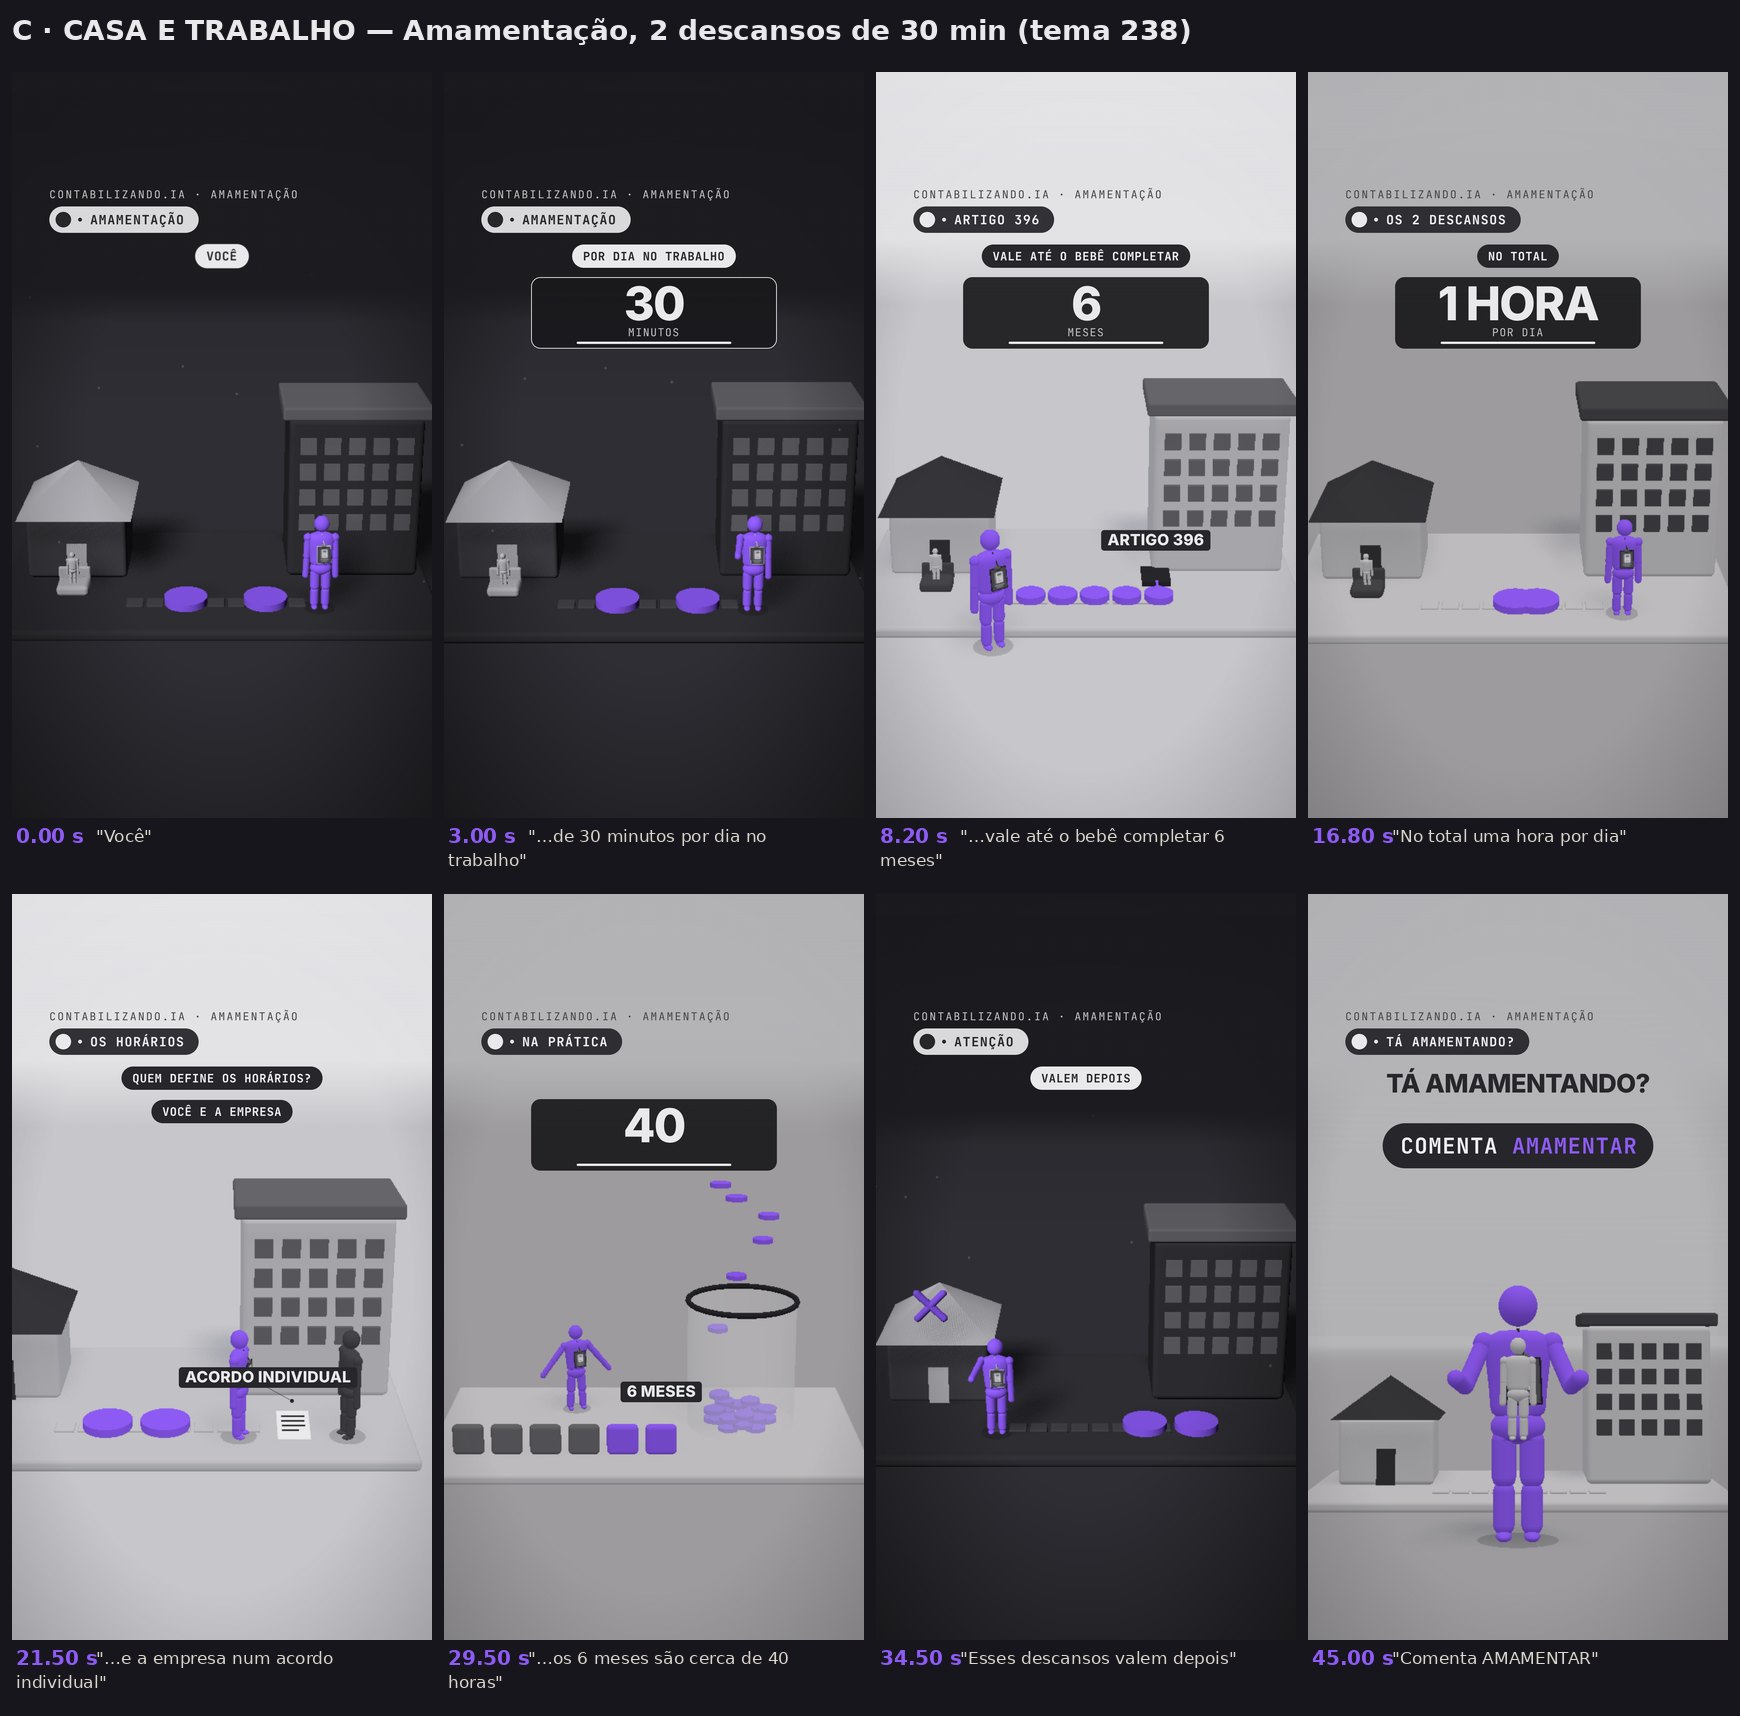 C · CASA E TRABALHO — Amamentação, 2 descansos de 30 min (tema 238)
CONTABILIZANDO.IA · AMAMENTAÇÃO
• AMAMENTAÇÃO
VOCÊ
0.00 s "Você"
CONTABILIZANDO.IA · AMAMENTAÇÃO
• AMAMENTAÇÃO
POR DIA NO TRABALHO
30
MINUTOS
3.00 s "...de 30 minutos por dia no
trabalho"
CONTABILIZANDO.IA · AMAMENTAÇÃO
• ARTIGO 396
VALE ATÉ O BEBÊ COMPLETAR
6
MESES
ARTIGO 396
8.20 s "...vale até o bebê completar 6
meses"
CONTABILIZANDO.IA · AMAMENTAÇÃO
• OS 2 DESCANSOS
NO TOTAL
1 HORA
POR DIA
16.80 s "No total uma hora por dia"
CONTABILIZANDO.IA · AMAMENTAÇÃO
• OS HORÁRIOS
QUEM DEFINE OS HORÁRIOS?
VOCÊ E A EMPRESA
ACORDO INDIVIDUAL
21.50 s "...e a empresa num acordo
individual"
CONTABILIZANDO.IA · AMAMENTAÇÃO
• NA PRÁTICA
40
6 MESES
29.50 s "...os 6 meses são cerca de 40
horas"
CONTABILIZANDO.IA · AMAMENTAÇÃO
• ATENÇÃO
VALEM DEPOIS
34.50 s "Esses descansos valem depois"
CONTABILIZANDO.IA · AMAMENTAÇÃO
• TÁ AMAMENTANDO?
TÁ AMAMENTANDO?
COMENTA AMAMENTAR
45.00 s "Comenta AMAMENTAR"